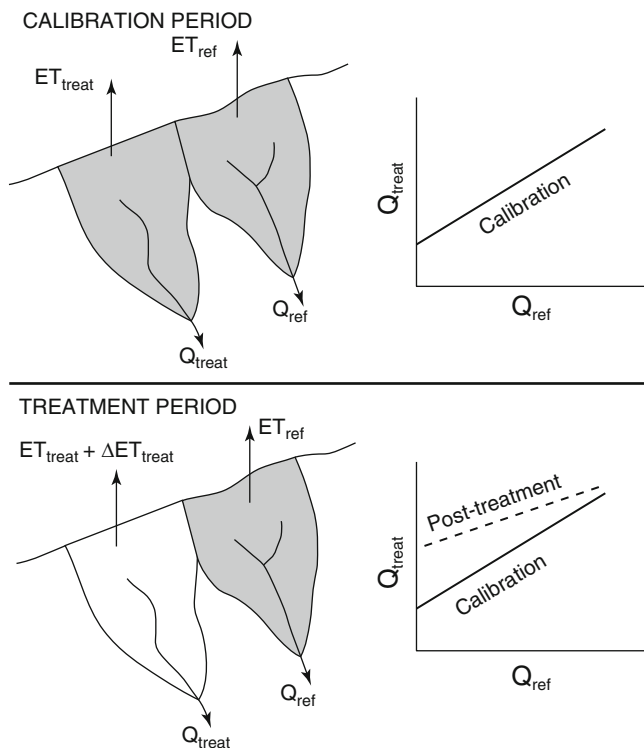 CALIBRATION PERIOD
ET_ref
ET_treat
Q_treat
Calibration
Q_ref
Q_ref
Q_treat
TREATMENT PERIOD
ET_ref
ET_treat + ΔET_treat
Post-treatment
Q_treat
Calibration
Q_ref
Q_ref
Q_treat